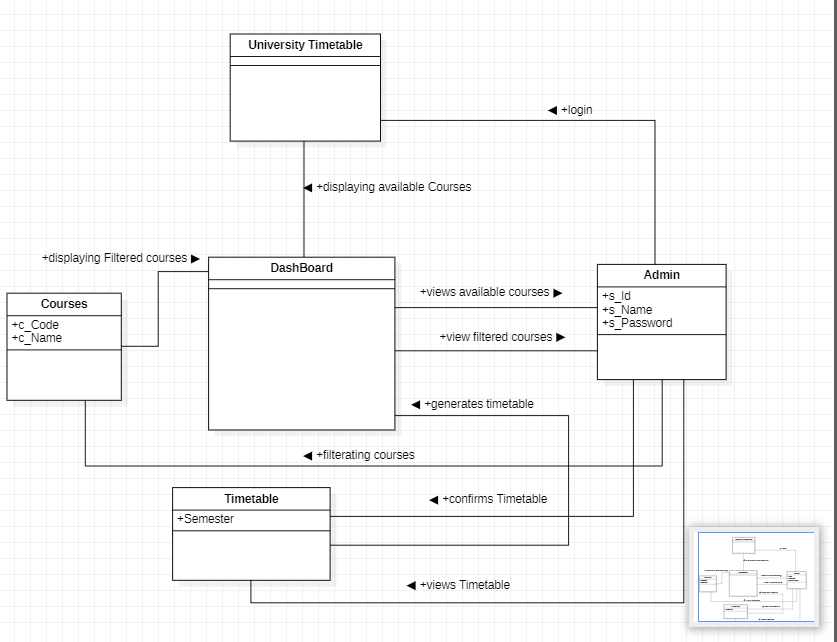 University Timetable
◄ +login
◄ +displaying available Courses
+displaying Filtered courses ►
DashBoard
Admin
+s_Id
+s_Name
+s_Password
+views available courses ►
Courses
+c_Code
+c_Name
+view filtered courses ►
◄ +generates timetable
◄ +filterating courses
Timetable
+Semester
◄ +confirms Timetable
◄ +views Timetable